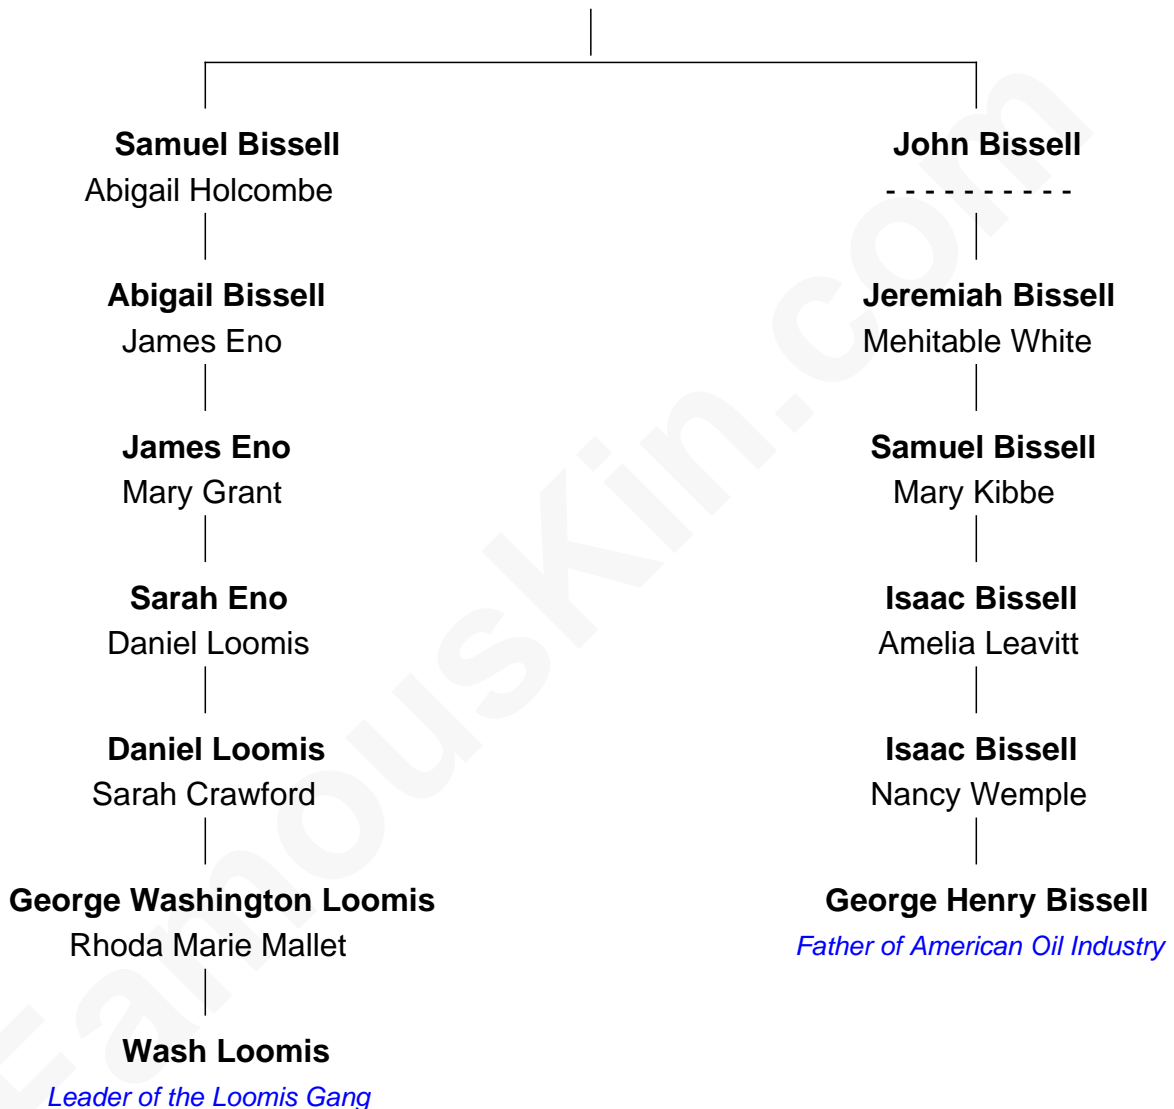 Samuel Bissell
Abigail Holcombe
John Bissell
- - - - - - - - - -
Abigail Bissell
James Eno
Jeremiah Bissell
Mehitable White
James Eno
Mary Grant
Samuel Bissell
Mary Kibbe
Sarah Eno
Daniel Loomis
Isaac Bissell
Amelia Leavitt
Daniel Loomis
Sarah Crawford
Isaac Bissell
Nancy Wemple
George Washington Loomis
Rhoda Marie Mallet
George Henry Bissell
Father of American Oil Industry
Wash Loomis
Leader of the Loomis Gang
FamousKin.com